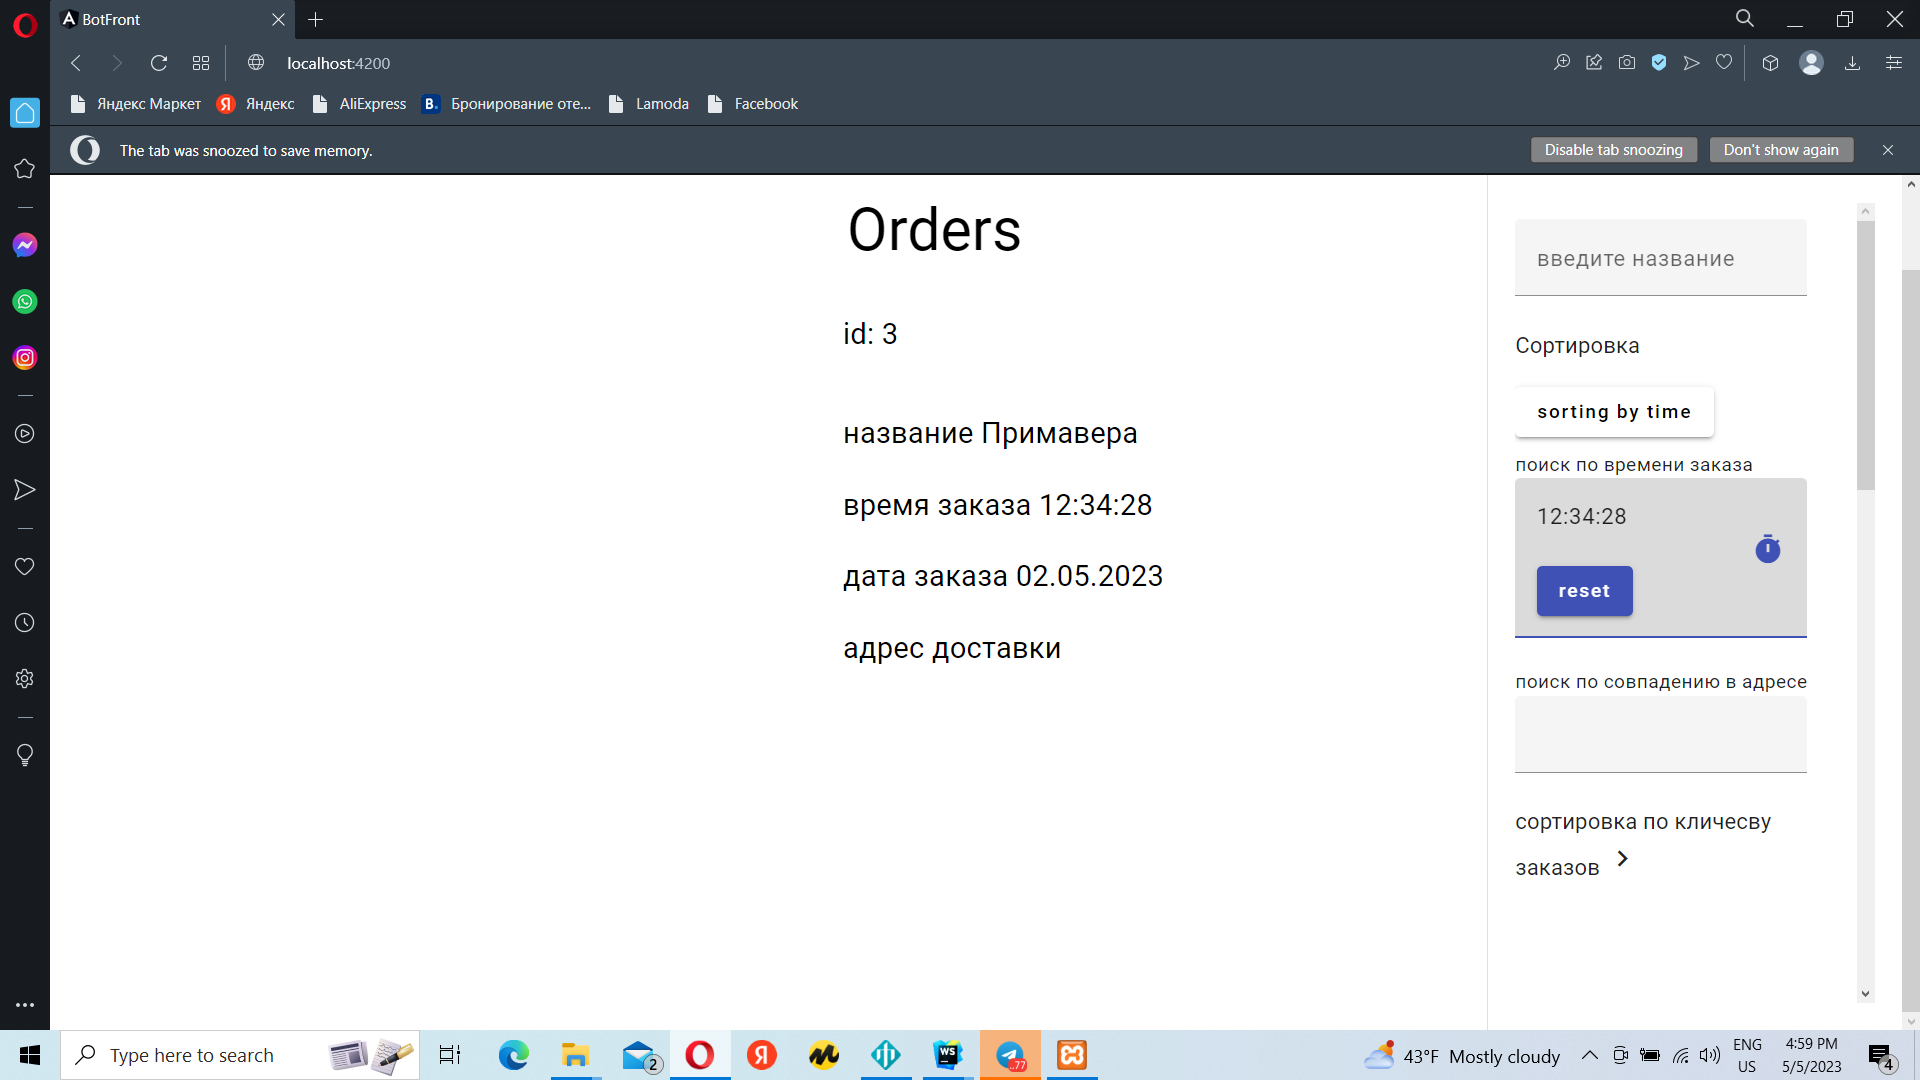 BotFront
localhost:4200
Яндекс Маркет
Яндекс
AliExpress
Бронирование оте...
Lamoda
Facebook
The tab was snoozed to save memory.
Disable tab snoozing
Don't show again
Orders
id: 3
название Примавера
время заказа 12:34:28
дата заказа 02.05.2023
адрес доставки
введите название
Сортировка
sorting by time
поиск по времени заказа
12:34:28
reset
поиск по совпадению в адресе
сортировка по кличесву
заказов
Type here to search
2
WS
..77
43°F Mostly cloudy
ENG
US
4:59 PM
5/5/2023
4